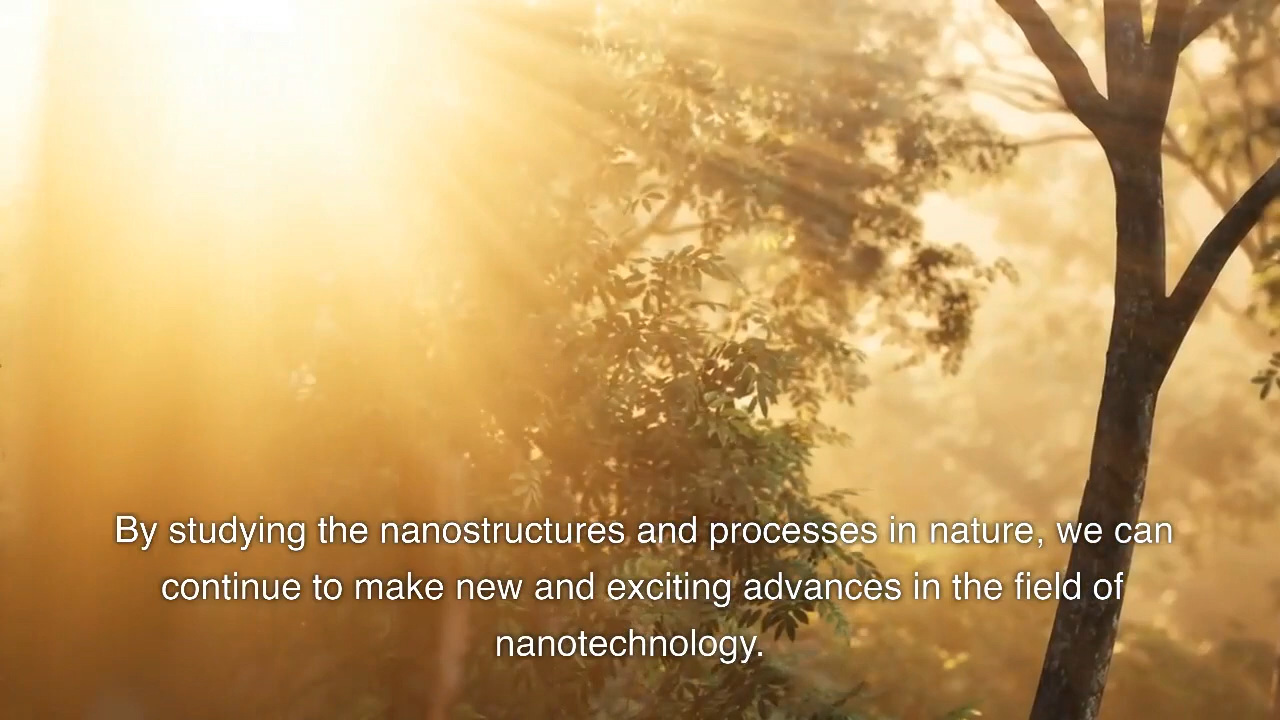 By studying the nanostructures and processes in nature, we can
continue to make new and exciting advances in the field of
nanotechnology.